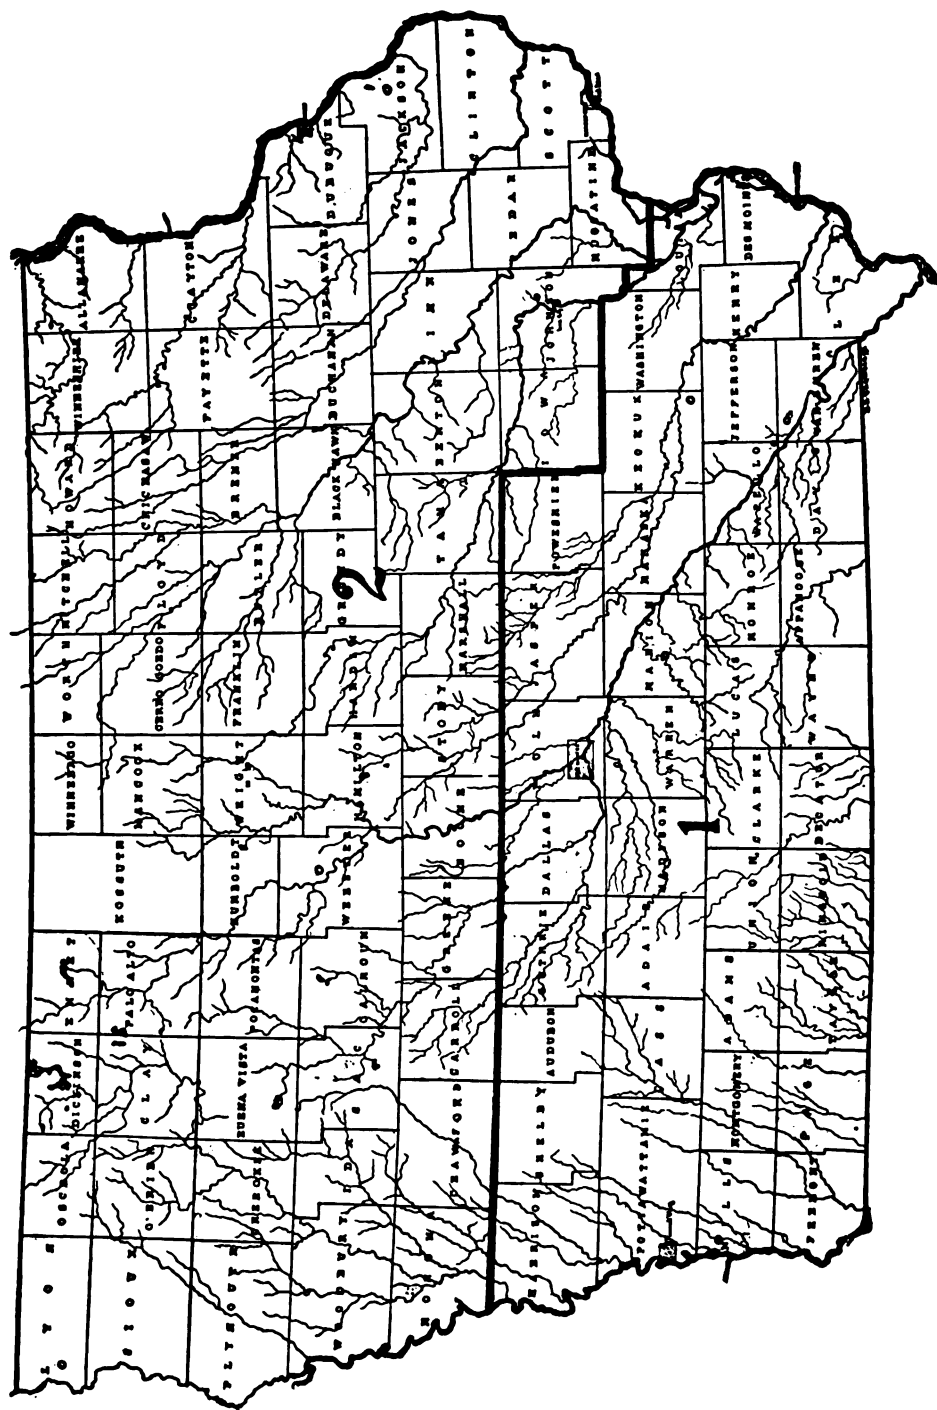 LYON CO
OSCEOLA
DICKINSON
EMMET
KOSSUTH
WINNEBAGO
WORTH
MITCHELL
HOWARD
WINNESHIEK
ALLAMAKEE
SIOUX
O'BRIEN
CLAY
PALO ALTO
HANCOCK
CERRO GORDO
FLOYD
CHICKASAW
PLYMOUTH
CHEROKEE
BUENA VISTA
POCAHONTAS
HUMBOLDT
WRIGHT
FRANKLIN
BUTLER
BREMER
FAYETTE
CLAYTON
WOODBURY
IDA
SAC
CALHOUN
WEBSTER
HAMILTON
HARDIN
GRUNDY
2
BLACK HAWK
BUCHANAN
DELAWARE
DUBUQUE
MONONA
CRAWFORD
CARROLL
GREENE
BOONE
STORY
MARSHALL
TAMA
BENTON
LINN
JONES
JACKSON
CLINTON
HARRISON
SHELBY
AUDUBON
GUTHRIE
DALLAS
POLK
JASPER
POWESHIEK
IOWA
JOHNSON
CEDAR
SCOTT
MUSCATINE
POTTAWATTAMIE
CASS
ADAIR
MADISON
WARREN
MARION
MAHASKA
KEOKUK
WASHINGTON
1
MILLS
MONTGOMERY
ADAMS
UNION
CLARKE
LUCAS
MONROE
WAPELLO
JEFFERSON
HENRY
DES MOINES
FREMONT
PAGE
TAYLOR
RINGGOLD
DECATOR
WAYNE
APPANOOSE
DAVIS
VAN BUREN
LEE